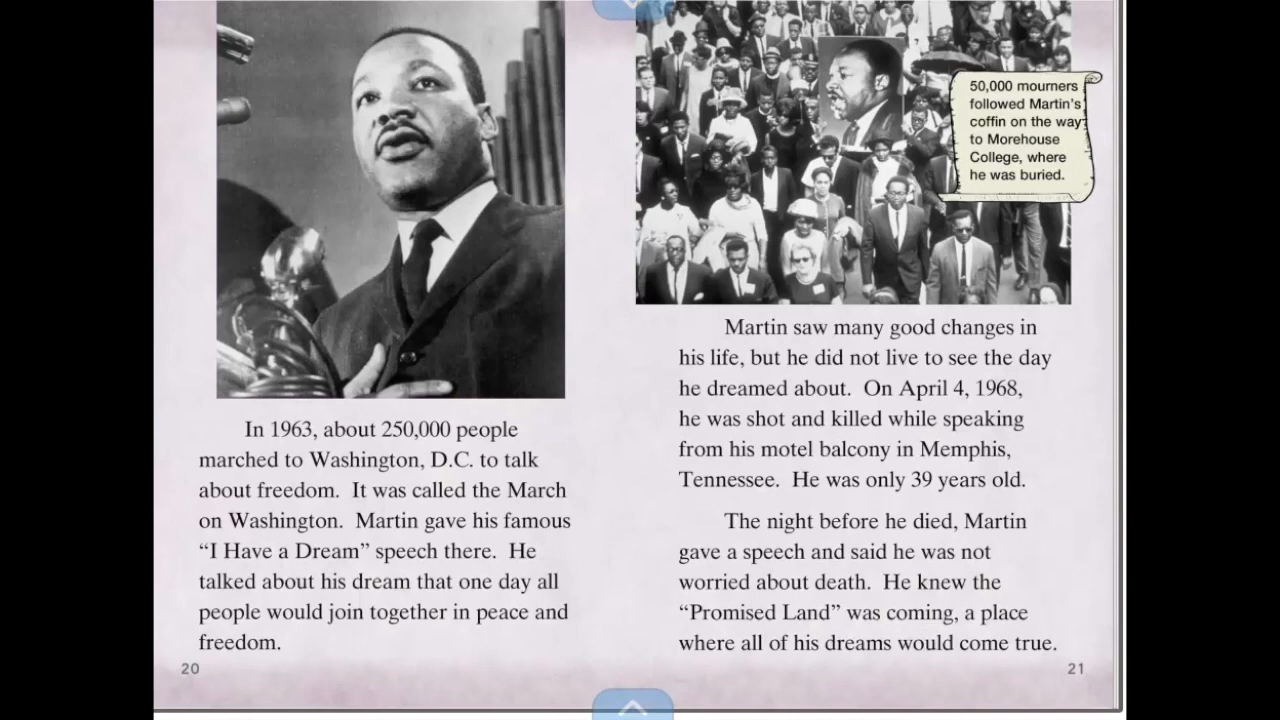 In 1963, about 250,000 people
marched to Washington, D.C. to talk
about freedom. It was called the March
on Washington. Martin gave his famous
“I Have a Dream” speech there. He
talked about his dream that one day all
people would join together in peace and
freedom.
20
50,000 mourners
followed Martin's
coffin on the way
to Morehouse
College, where
he was buried.
Martin saw many good changes in
his life, but he did not live to see the day
he dreamed about. On April 4, 1968,
he was shot and killed while speaking
from his motel balcony in Memphis,
Tennessee. He was only 39 years old.
The night before he died, Martin
gave a speech and said he was not
worried about death. He knew the
“Promised Land” was coming, a place
where all of his dreams would come true.
21